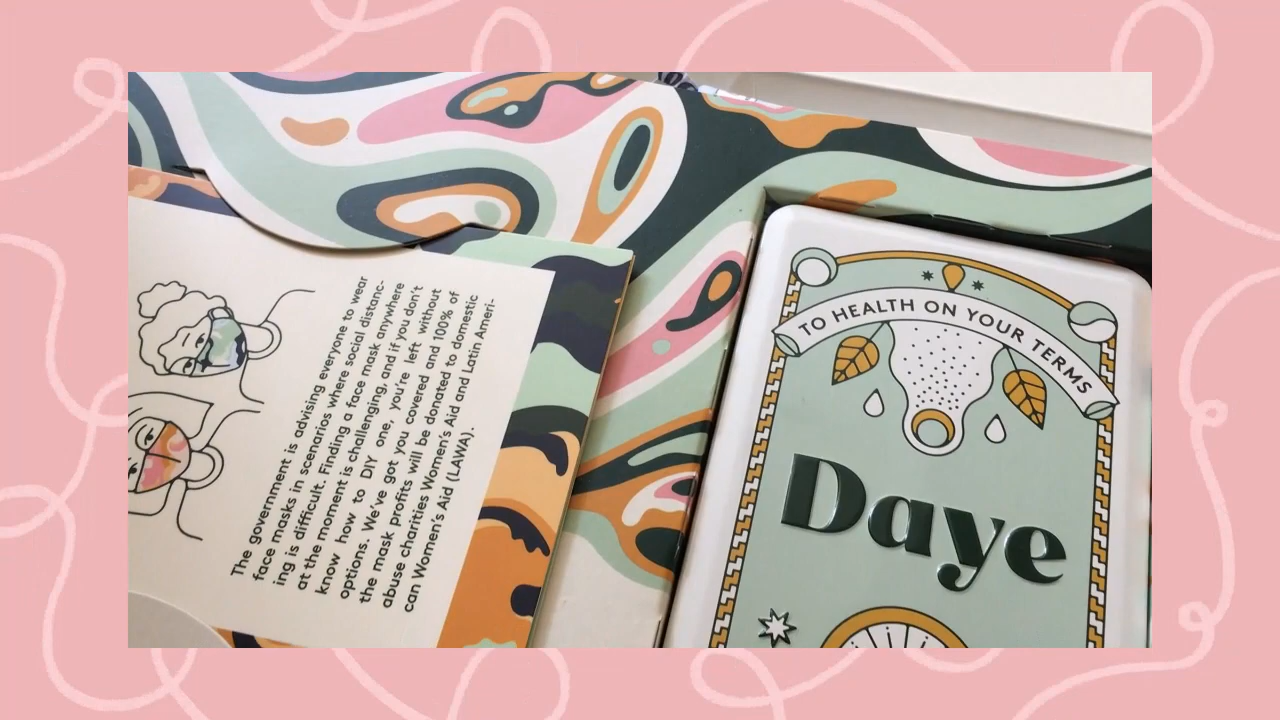 The government is advising everyone to wear
face masks in scenarios where social distanc-
ing is difficult. Finding a face mask anywhere
at the moment is challenging, and if you don't
know how to DIY one, you're left without
options. We've got you covered and 100% of
the mask profits will be donated to domestic
abuse charities Women's Aid and Latin Ameri-
can Women's Aid (LAWA).
TO HEALTH ON YOUR TERMS
Daye